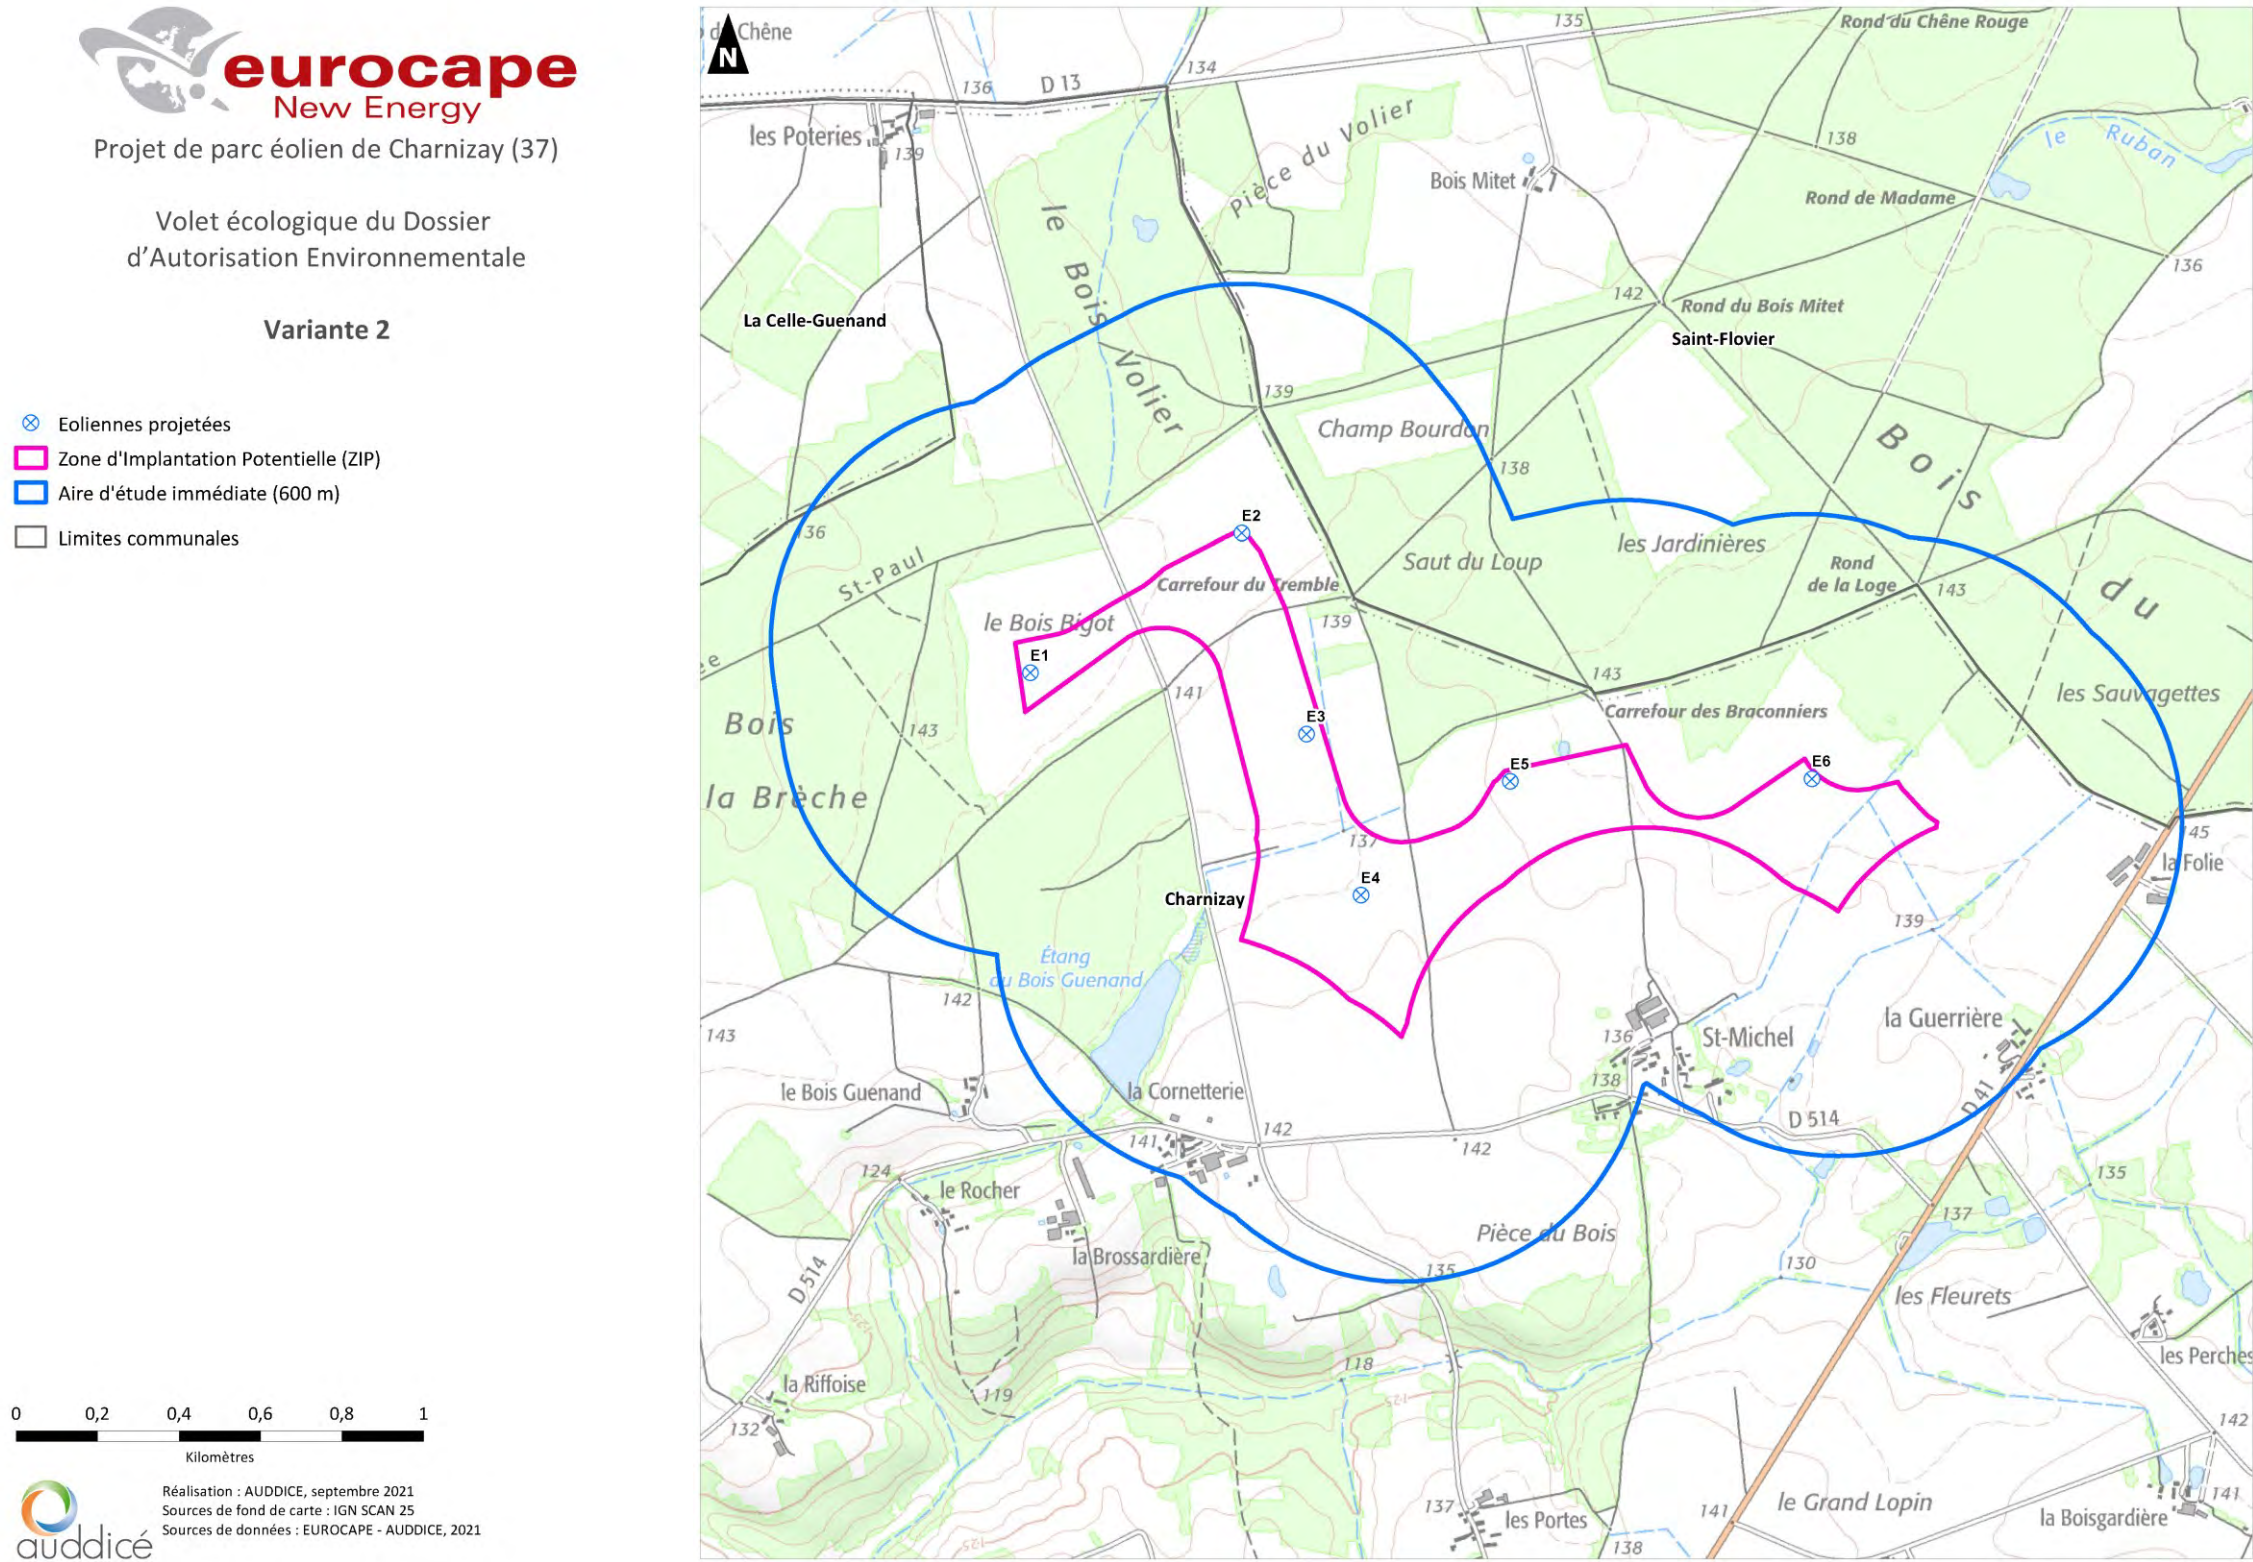 eurocape
New Energy
Projet de parc éolien de Charnizay (37)
Volet écologique du Dossier
d'Autorisation Environnementale
Variante 2
Eoliennes projetées
Zone d'Implantation Potentielle (ZIP)
Aire d'étude immédiate (600 m)
Limites communales
0 0,2 0,4 0,6 0,8 1
Kilomètres
auddicé
Réalisation : AUDDICE, septembre 2021
Sources de fond de carte : IGN SCAN 25
Sources de données : EUROCAPE - AUDDICE, 2021
N
Chêne
135
Rond du Chêne Rouge
134
D 13
136
les Poteries
139
Pièce du Volier
Bois Mitet
138
le Ruban
Rond de Madame
136
le Bois Volier
La Celle-Guenand
142
Rond du Bois Mitet
Saint-Flovier
139
Champ Bourdon
138
Bois du
136
St-Paul
E2
Carrefour du Tremble
Saut du Loup
les Jardinières
Rond
de la Loge
143
le Bois Bigot
139
E1
141
143
Carrefour des Braconniers
les Sauvagettes
Bois
la Brèche
143
E3
E5
E6
137
145
la Folie
E4
Charnizay
139
Étang
du Bois Guenand
142
143
la Guerrière
136
St-Michel
138
le Bois Guenand
la Cornetterie
141
142
142
D 514
D 41
124
le Rocher
135
137
la Brossardière
Pièce du Bois
135
130
D 514
les Fleurets
125
118
les Perches
la Riffoise
119
125
132
142
137
les Portes
141
le Grand Lopin
141
la Boisgardière
125
138